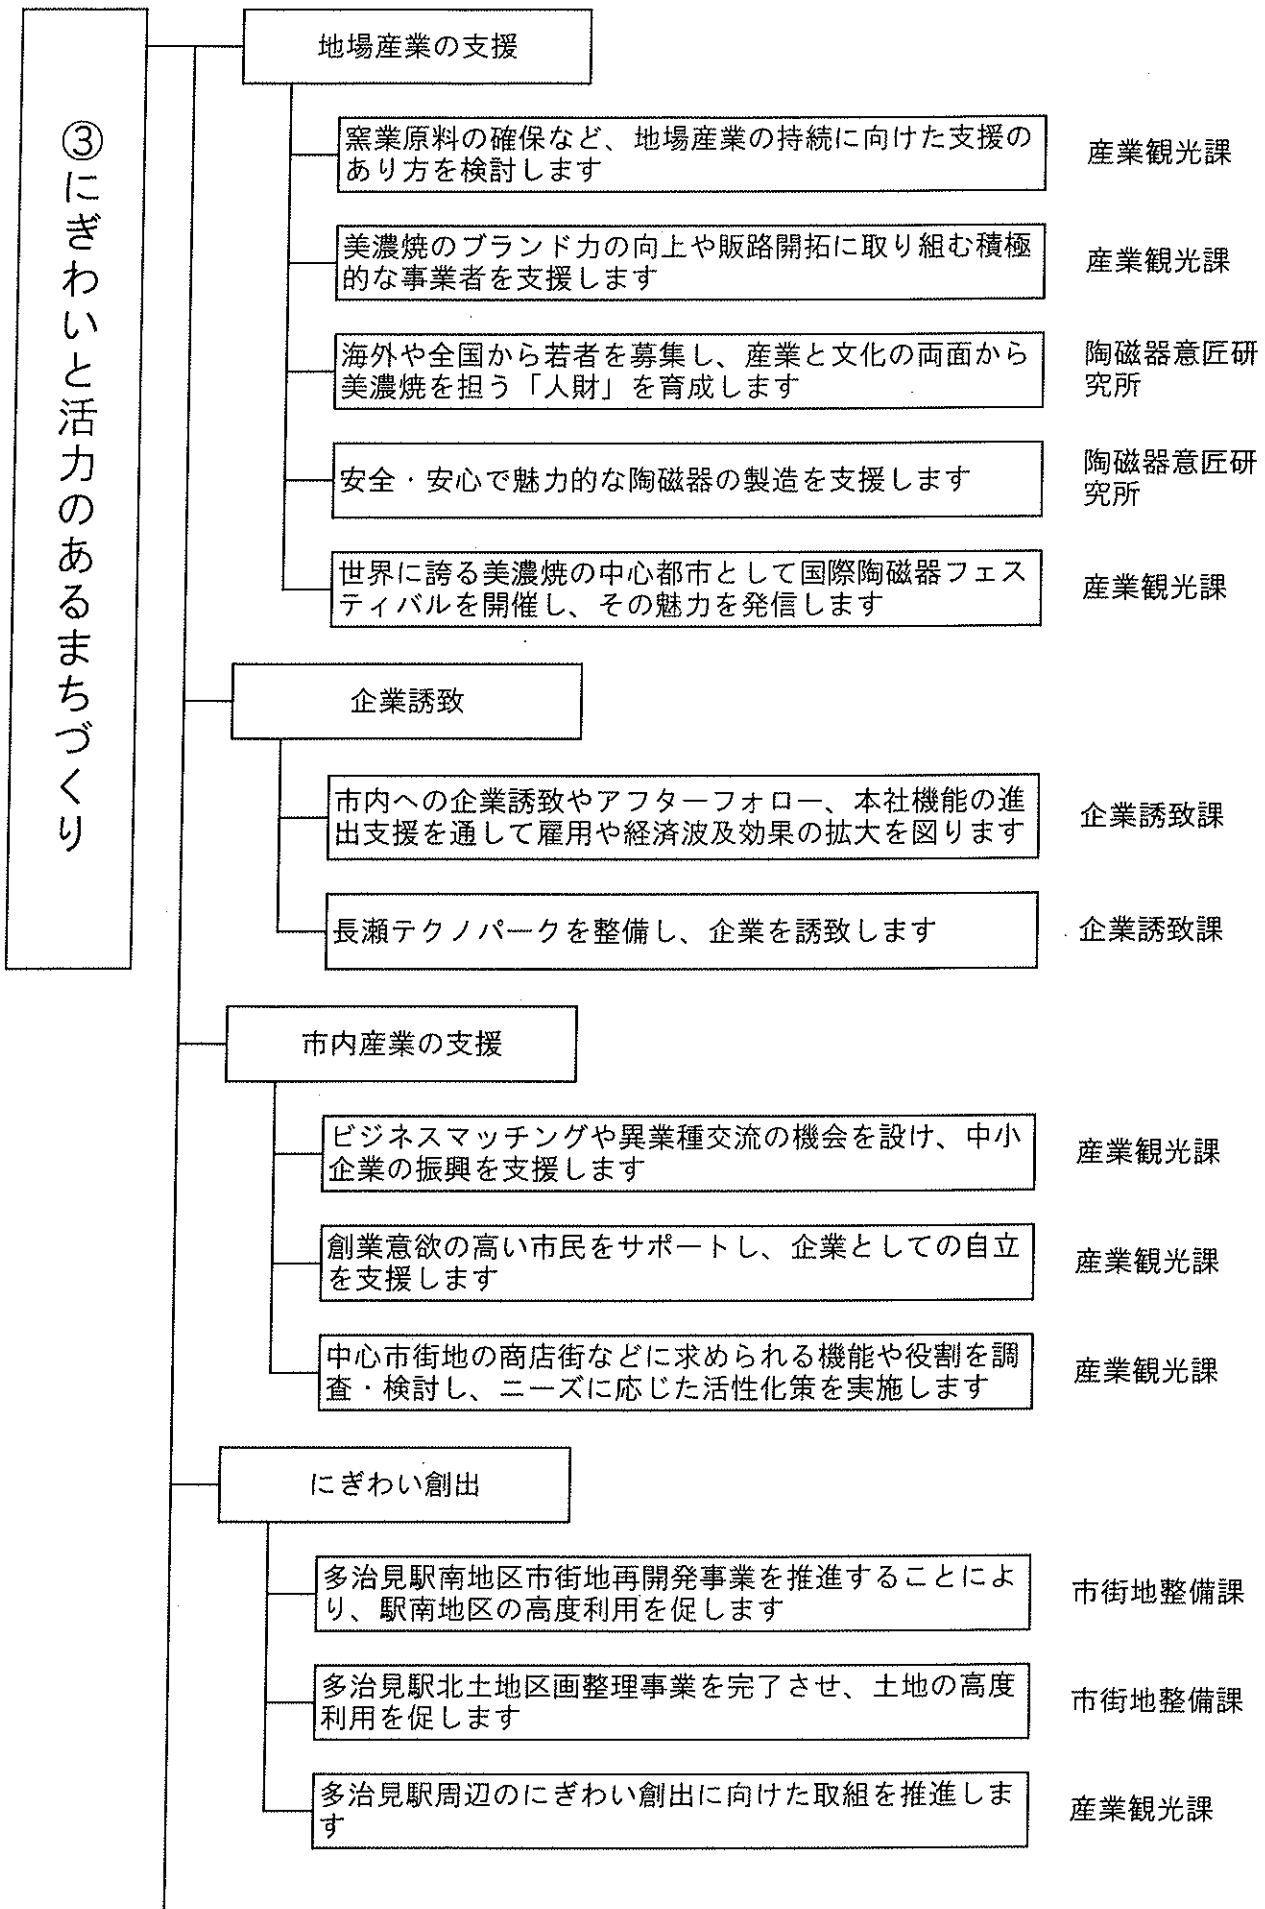 ③にぎわいと活力のあるまちづくり
地場産業の支援
窯業原料の確保など、地場産業の持続に向けた支援の
あり方を検討します
産業観光課
美濃焼のブランド力の向上や販路開拓に取り組む積極
的な事業者を支援します
産業観光課
海外や全国から若者を募集し、産業と文化の両面から
美濃焼を担う「人財」を育成します
陶磁器意匠研
究所
安全・安心で魅力的な陶磁器の製造を支援します
陶磁器意匠研
究所
世界に誇る美濃焼の中心都市として国際陶磁器フェス
ティバルを開催し、その魅力を発信します
産業観光課
企業誘致
市内への企業誘致やアフターフォロー、本社機能の進
出支援を通して雇用や経済波及効果の拡大を図ります
企業誘致課
長瀬テクノパークを整備し、企業を誘致します
企業誘致課
市内産業の支援
ビジネスマッチングや異業種交流の機会を設け、中小
企業の振興を支援します
産業観光課
創業意欲の高い市民をサポートし、企業としての自立
を支援します
産業観光課
中心市街地の商店街などに求められる機能や役割を調
査・検討し、ニーズに応じた活性化策を実施します
産業観光課
にぎわい創出
多治見駅南地区市街地再開発事業を推進することによ
り、駅南地区の高度利用を促します
市街地整備課
多治見駅北土地区画整理事業を完了させ、土地の高度
利用を促します
市街地整備課
多治見駅周辺のにぎわい創出に向けた取組を推進しま
す
産業観光課